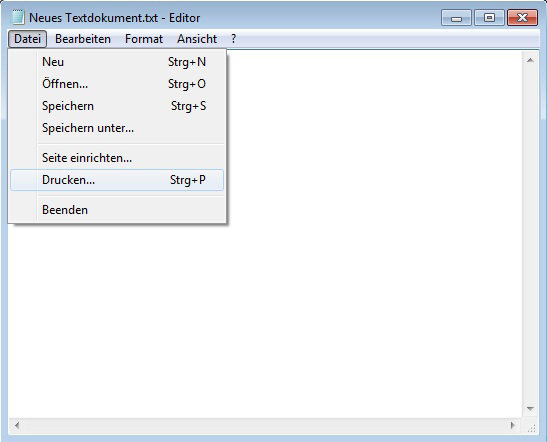 Neues Textdokument.txt - Editor
Datei Bearbeiten Format Ansicht ?
Neu Strg+N
Öffnen... Strg+O
Speichern Strg+S
Speichern unter...
Seite einrichten...
Drucken... Strg+P
Beenden